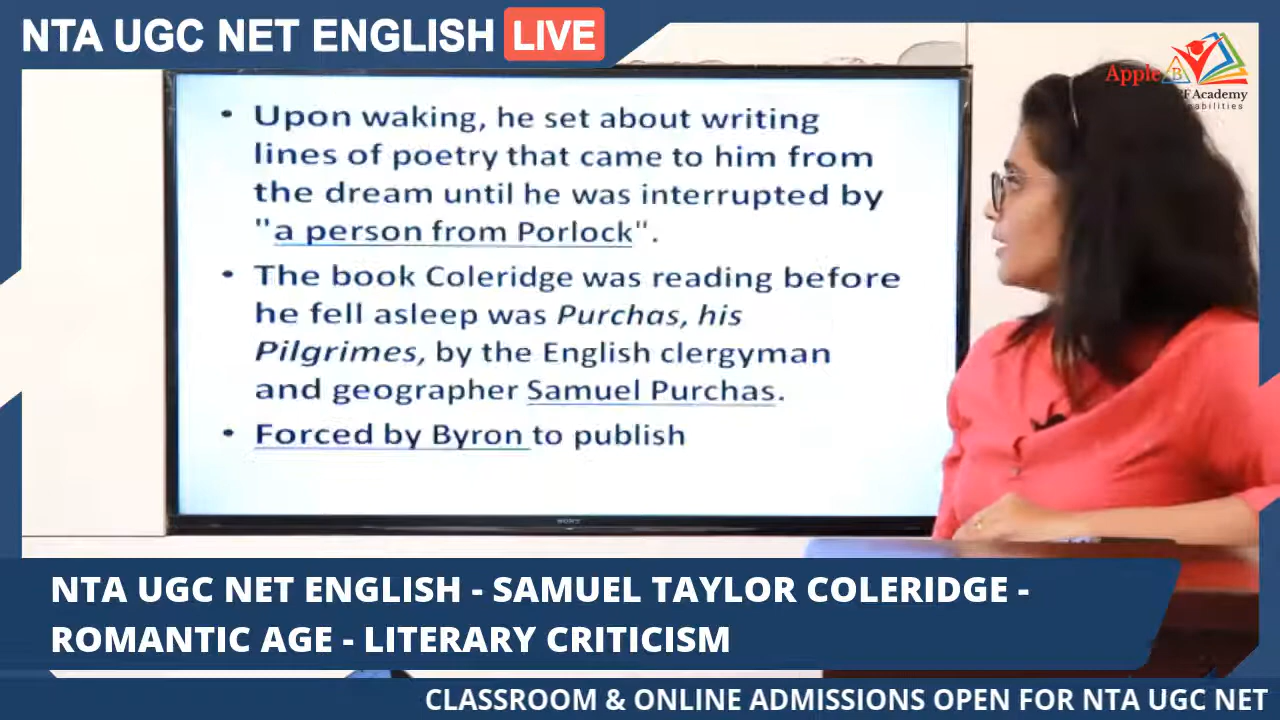 NTA UGC NET ENGLISH LIVE
Apple B
F Academy
abilities
• Upon waking, he set about writing
lines of poetry that came to him from
the dream until he was interrupted by
"a person from Porlock".
• The book Coleridge was reading before
he fell asleep was Purchas, his
Pilgrimes, by the English clergyman
and geographer Samuel Purchas.
• Forced by Byron to publish
SONY
NTA UGC NET ENGLISH - SAMUEL TAYLOR COLERIDGE -
ROMANTIC AGE - LITERARY CRITICISM
CLASSROOM & ONLINE ADMISSIONS OPEN FOR NTA UGC NET